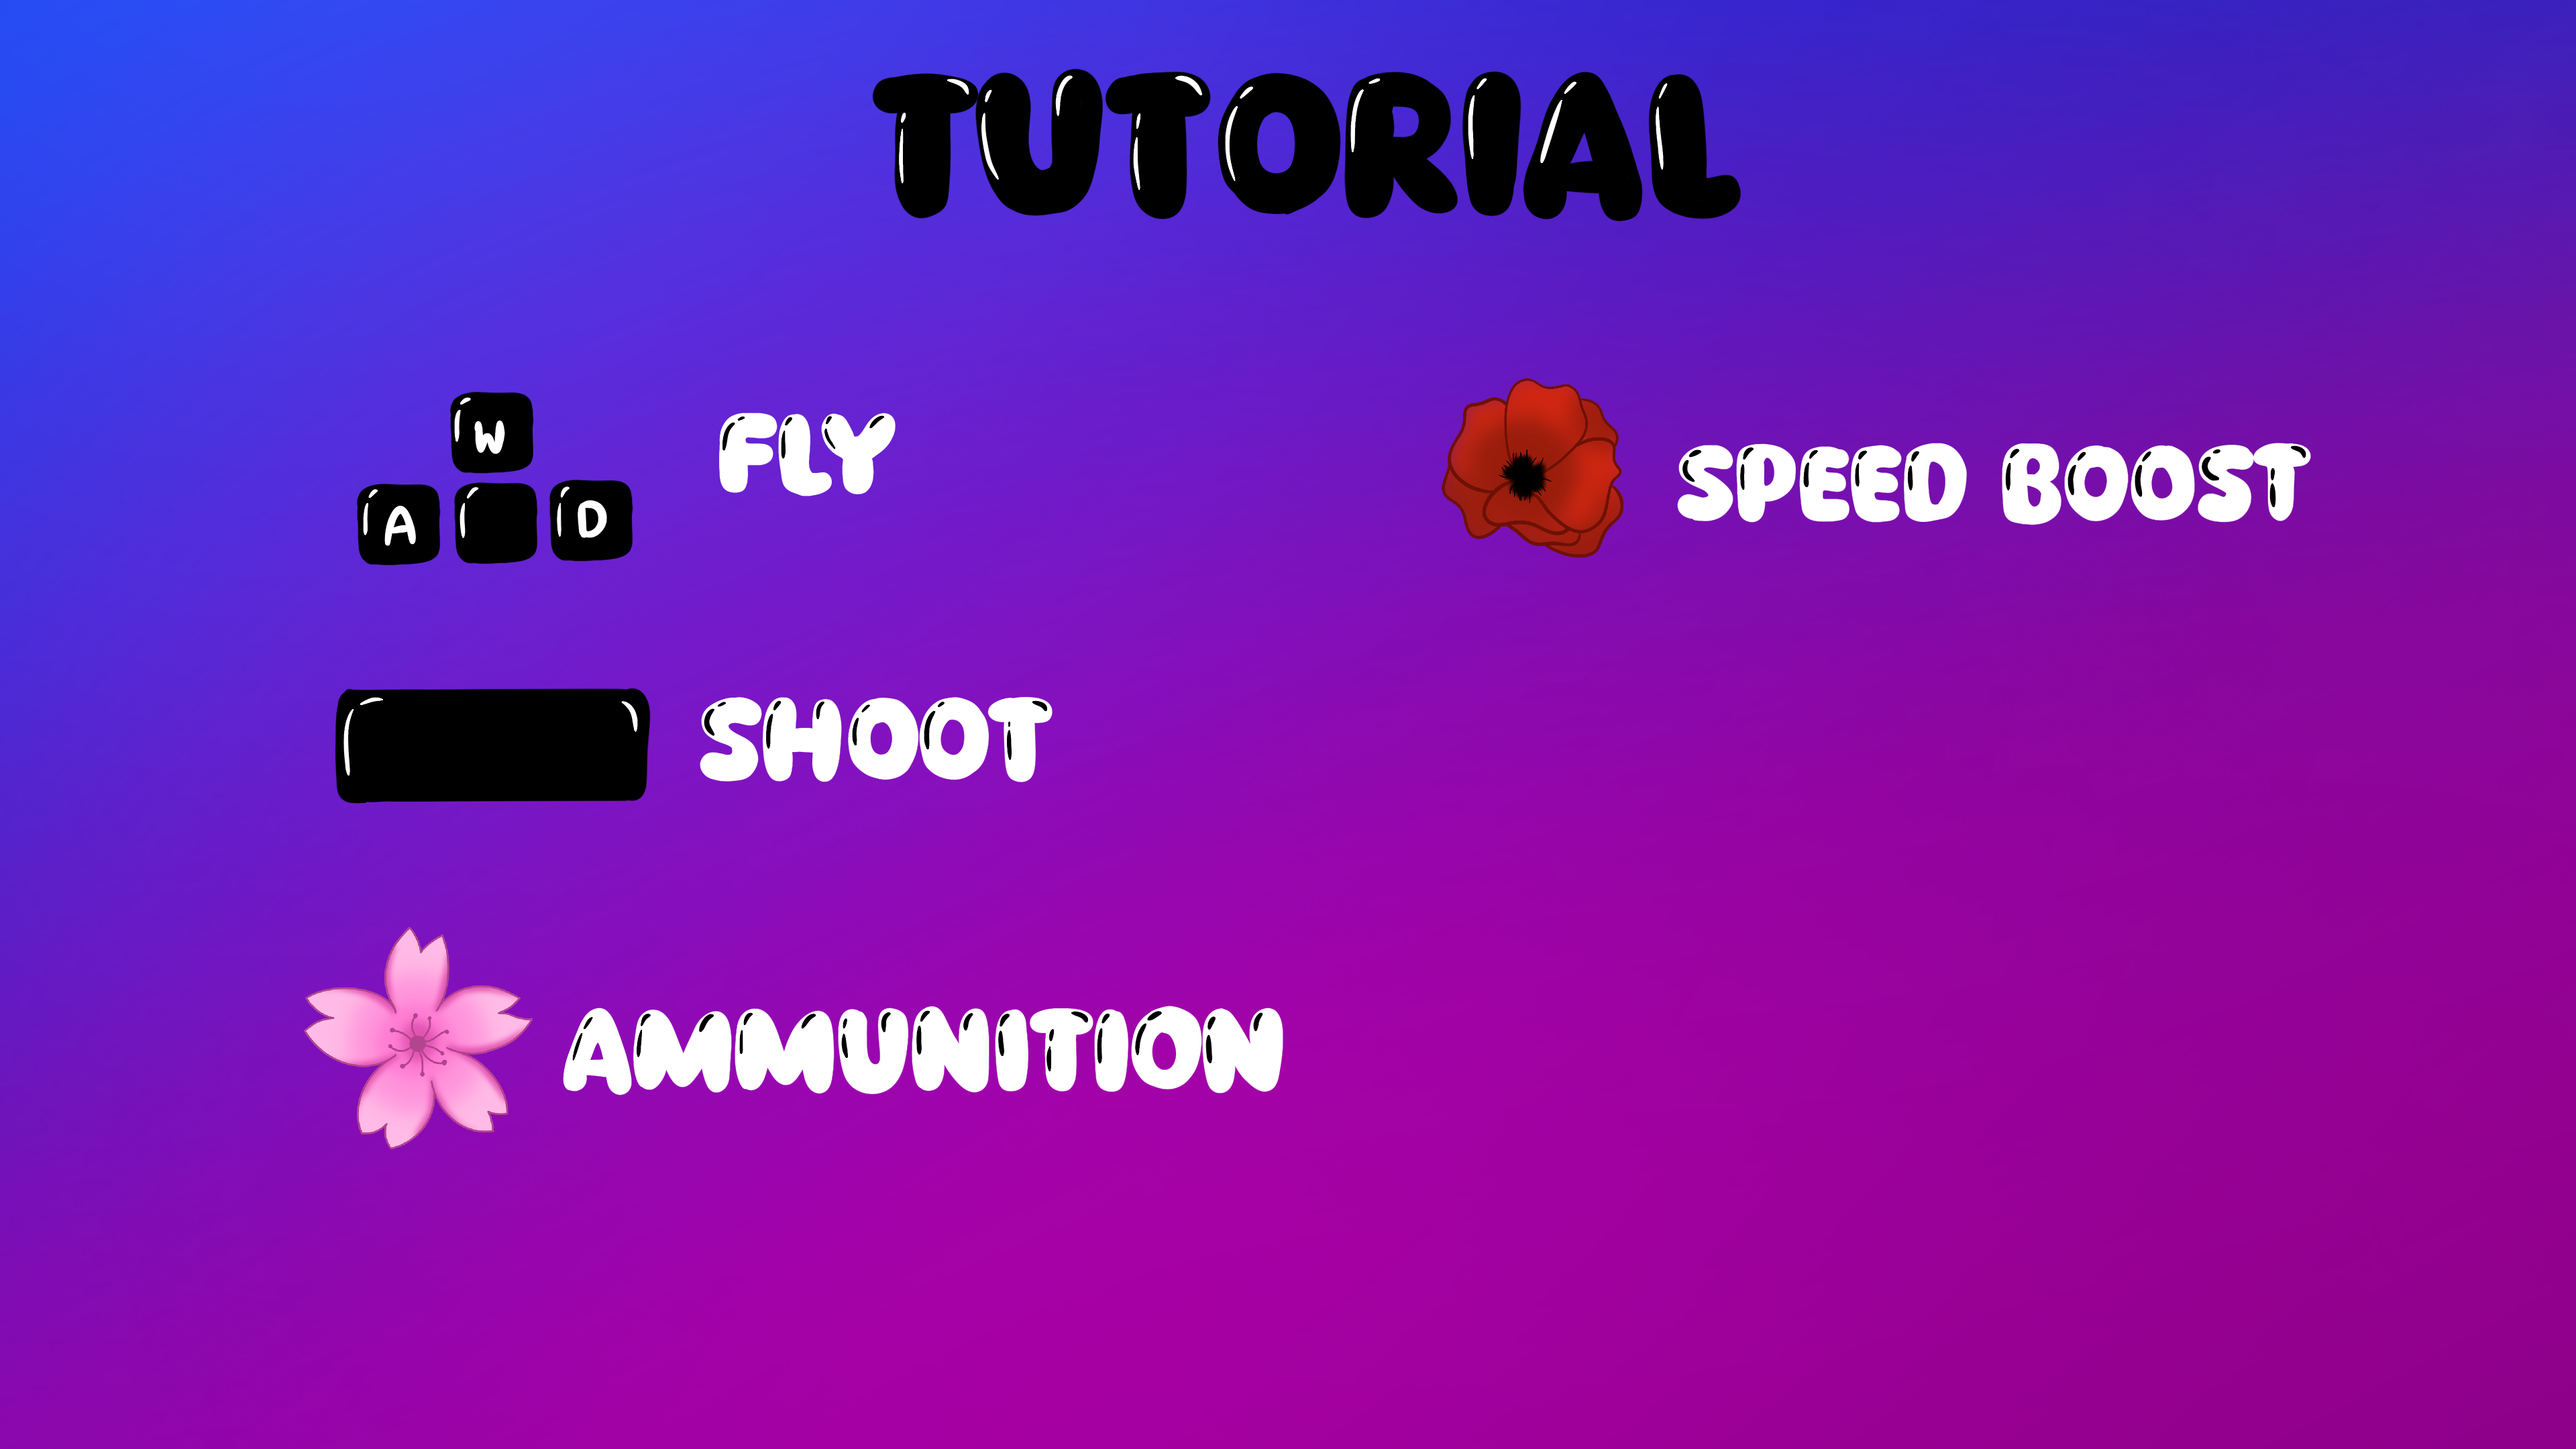 TUTORIAL
W
A D
FLY
SHOOT
AMMUNITION
SPEED BOOST